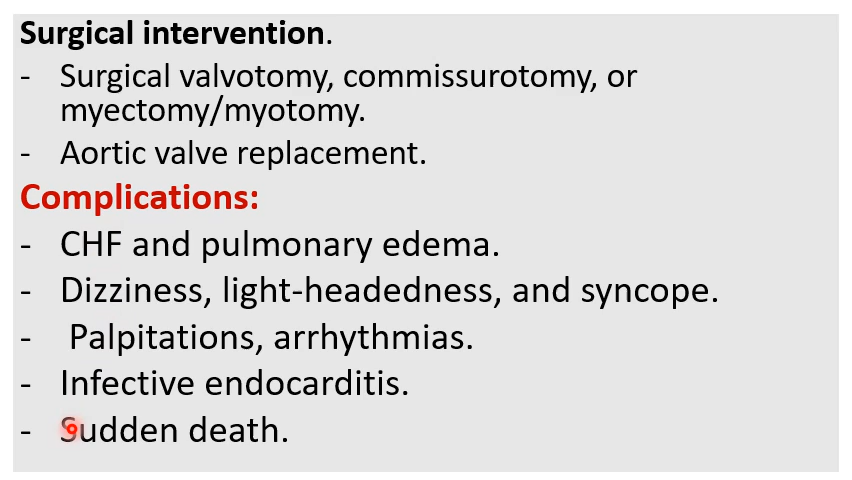 Surgical intervention.
- Surgical valvotomy, commissurotomy, or
myectomy/myotomy.
- Aortic valve replacement.
Complications:
- CHF and pulmonary edema.
- Dizziness, light-headedness, and syncope.
- Palpitations, arrhythmias.
- Infective endocarditis.
- Sudden death.